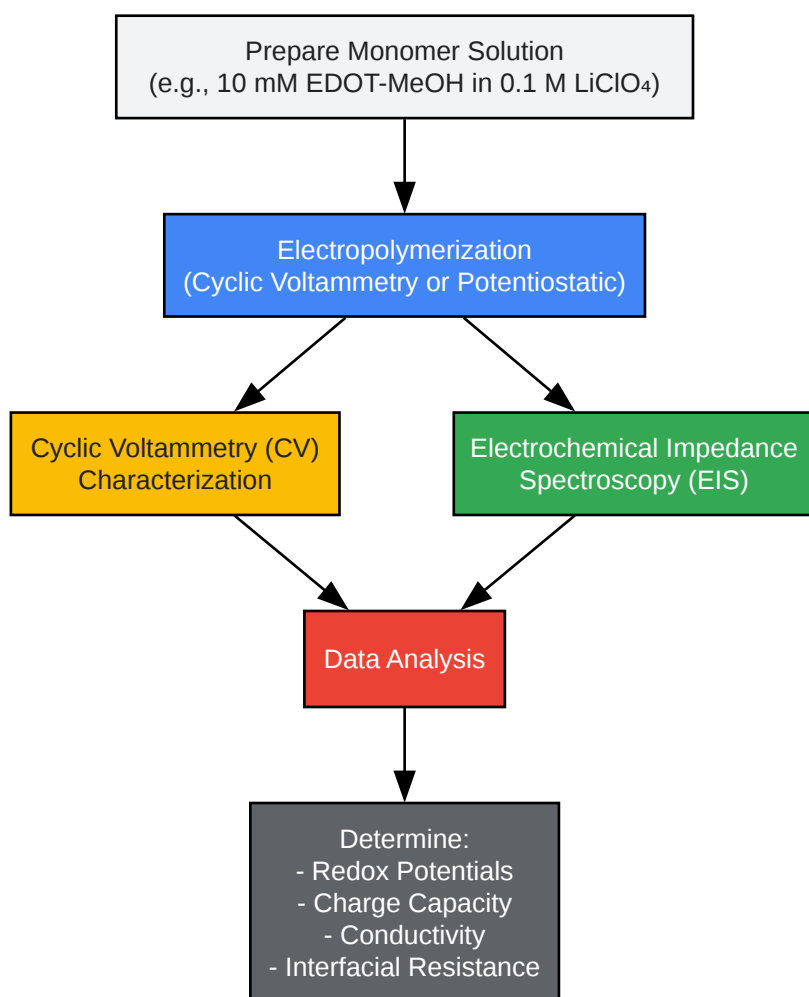 Prepare Monomer Solution
(e.g., 10 mM EDOT-MeOH in 0.1 M LiClO₄)
Electropolymerization
(Cyclic Voltammetry or Potentiostatic)
Cyclic Voltammetry (CV)
Characterization
Electrochemical Impedance
Spectroscopy (EIS)
Data Analysis
Determine:
- Redox Potentials
- Charge Capacity
- Conductivity
- Interfacial Resistance